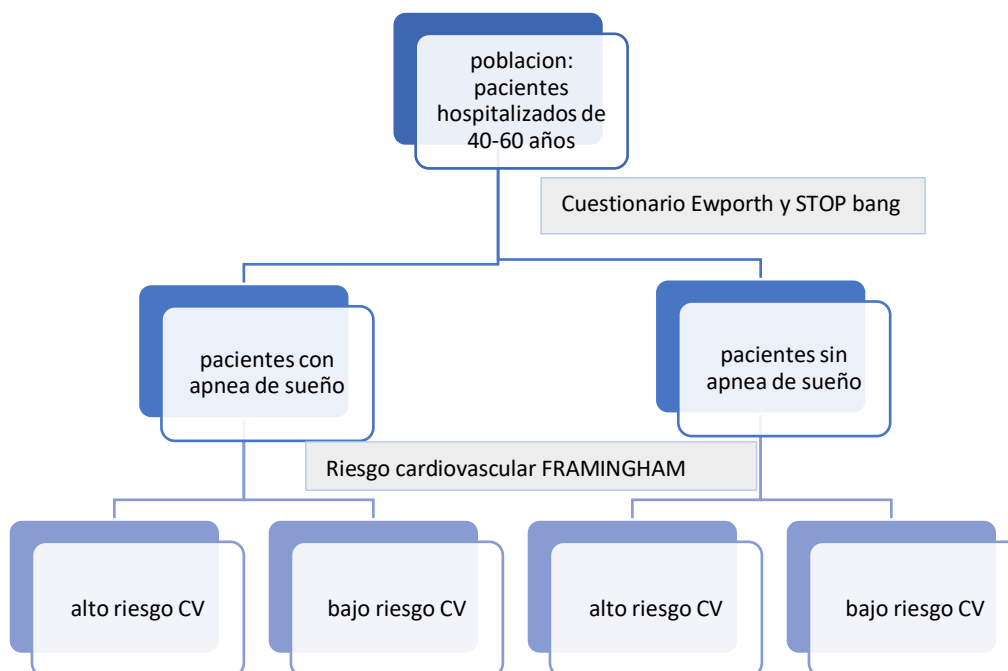 poblacion:
pacientes
hospitalizados de
40-60 años
Cuestionario Ewporth y STOP bang
pacientes con
apnea de sueño
pacientes sin
apnea de sueño
Riesgo cardiovascular FRAMINGHAM
alto riesgo CV
bajo riesgo CV
alto riesgo CV
bajo riesgo CV